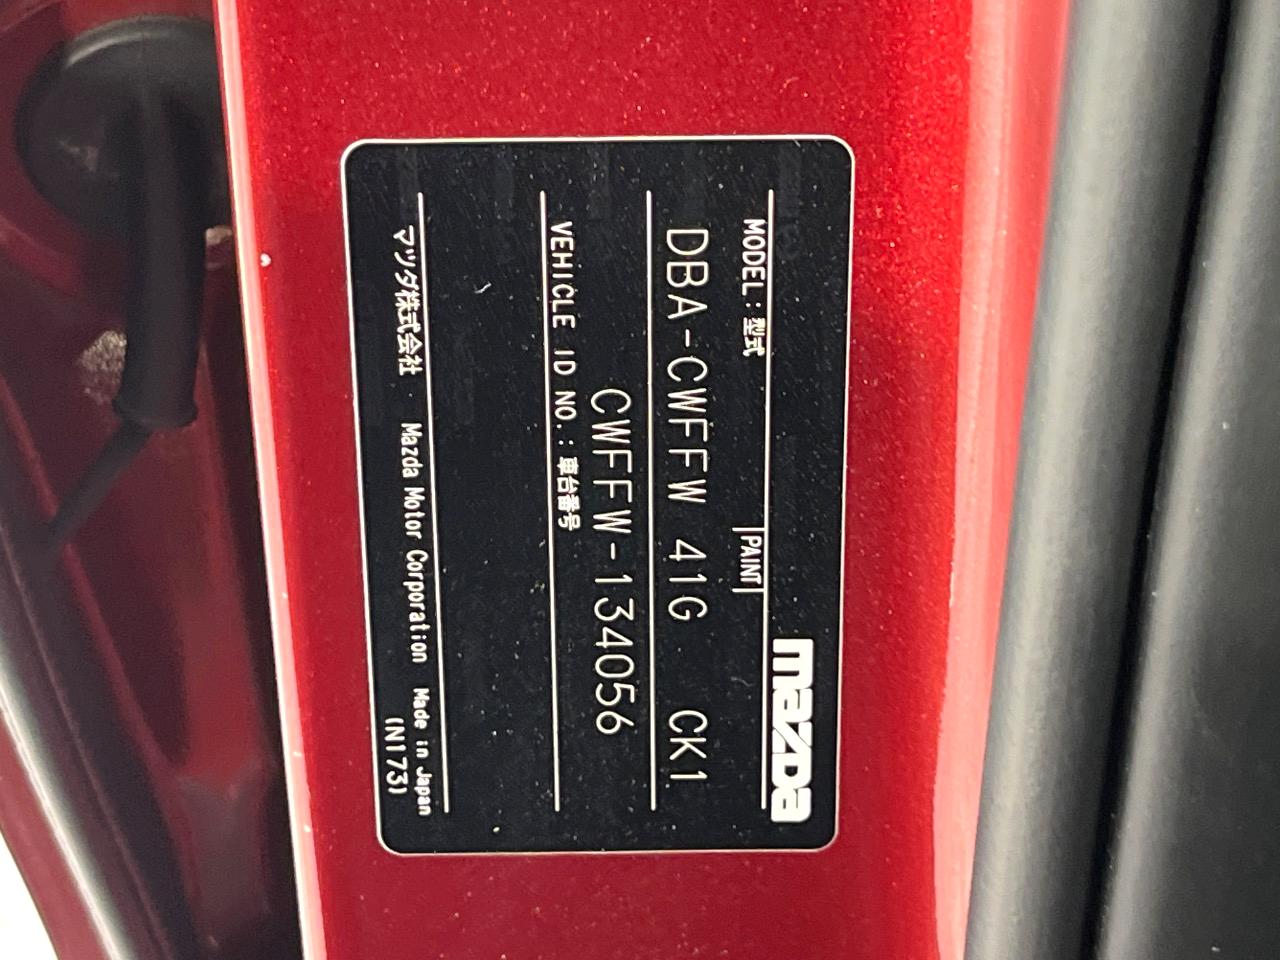 mazda
MODEL：型式 PAINT
DBA-CWFFW 41G CK1
CWFFW-134056
VEHICLE ID NO.：車台番号
マツダ株式会社 Mazda Motor Corporation Made in Japan
(N173)